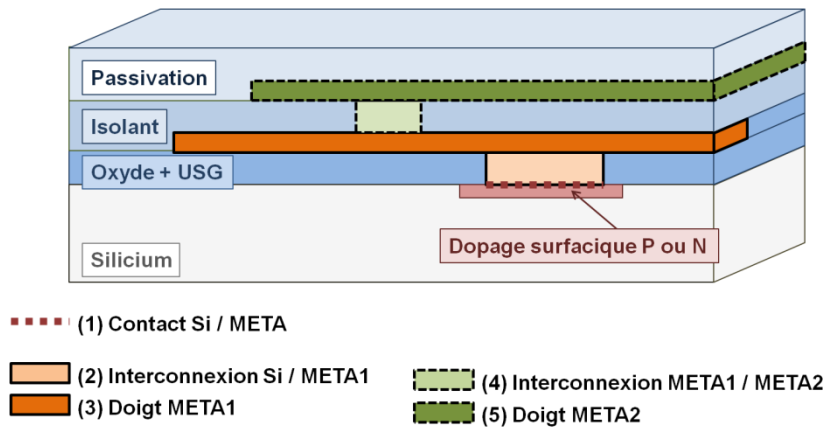 Passivation
Isolant
Oxyde + USG
Dopage surfacique P ou N
Silicium
(1) Contact Si / META
(2) Interconnexion Si / META1
(3) Doigt META1
(4) Interconnexion META1 / META2
(5) Doigt META2